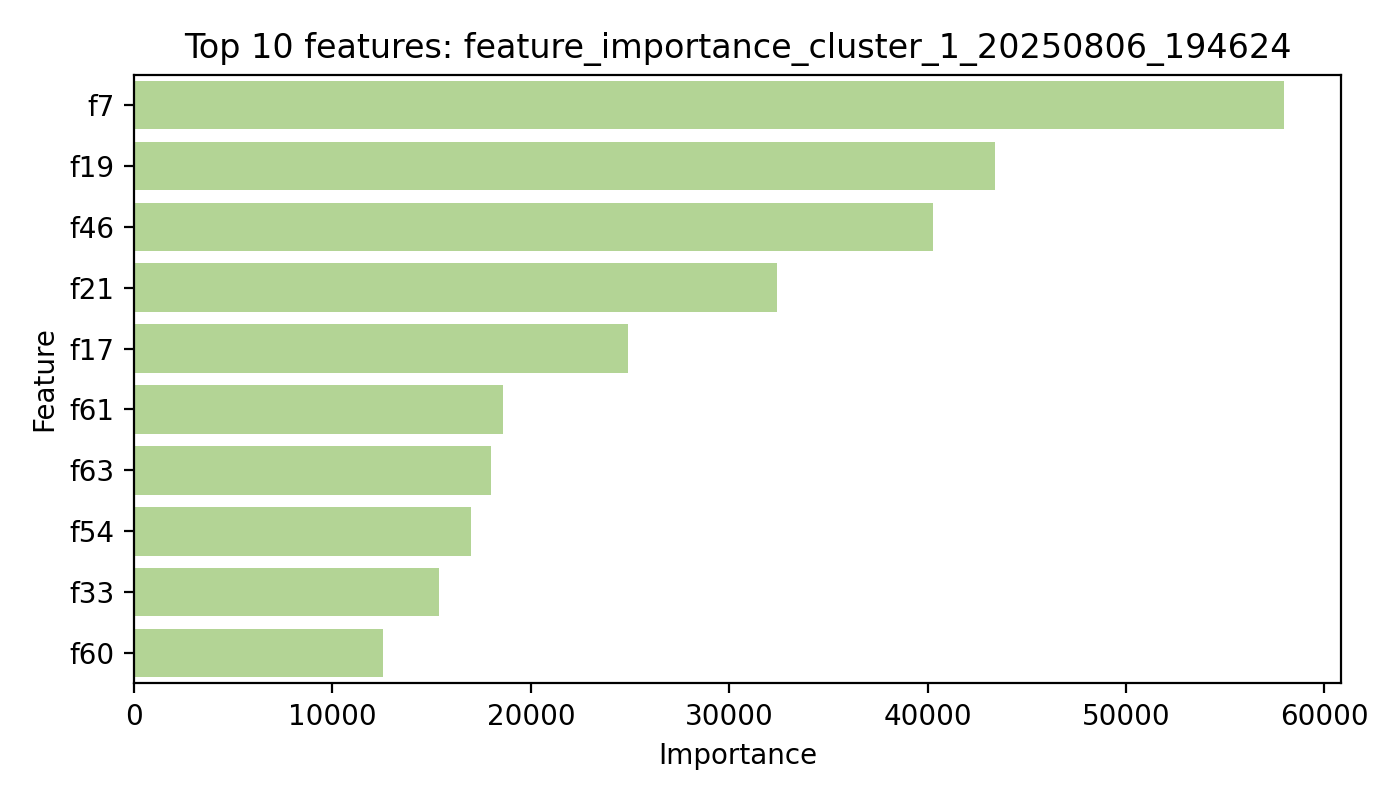 Top 10 features: feature_importance_cluster_1_20250806_194624
f7
f19
f46
f21
f17
f61
f63
f54
f33
f60
Feature
0 10000 20000 30000 40000 50000 60000
Importance